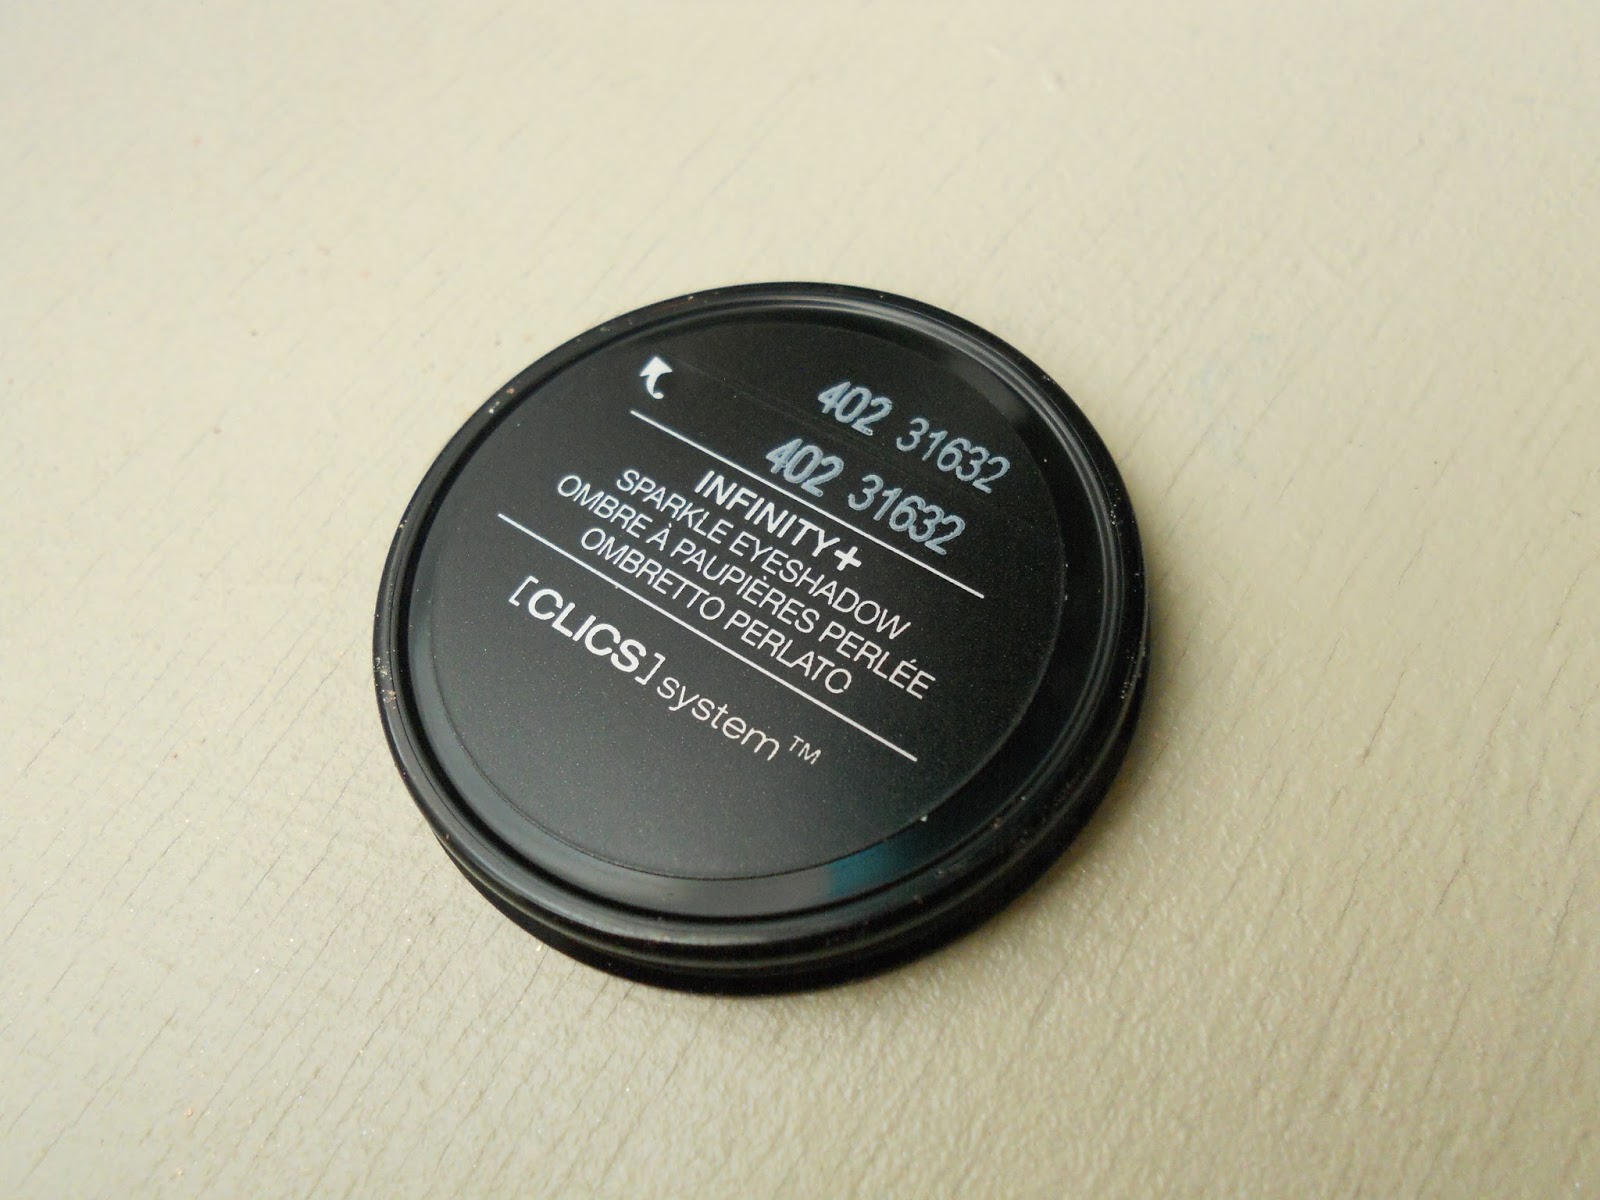 402 31632
402 31632
INFINITY+
SPARKLE EYESHADOW
OMBRE À PAUPIÈRES PERLÉE
OMBRETTO PERLATO
[CLICS] system™